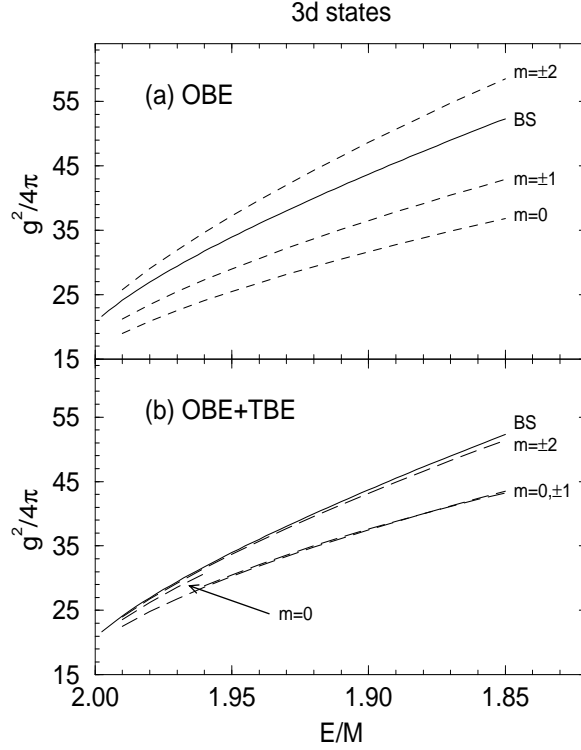 3d states
(a) OBE
m=±2
BS
m=±1
m=0
55
45
35
25
15
g²/4π
(b) OBE+TBE
BS
m=±2
m=0,±1
m=0
55
45
35
25
15
g²/4π
2.00 1.95 1.90 1.85
E/M